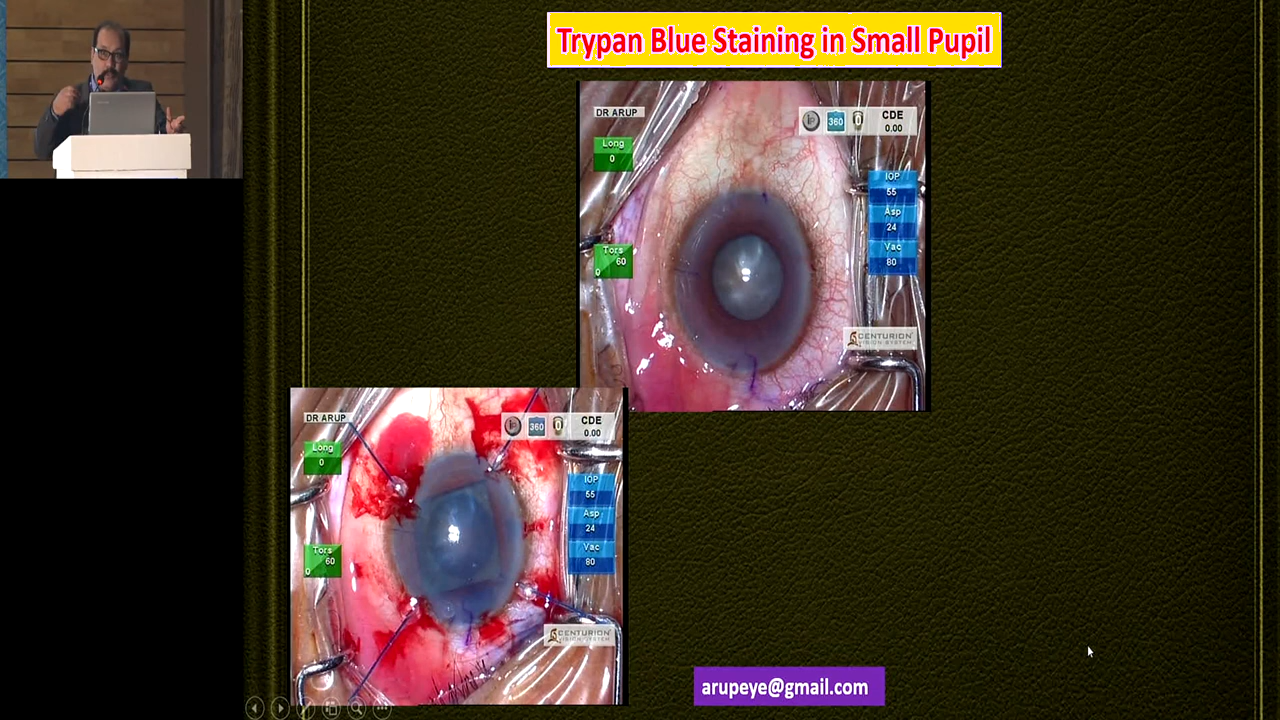 Trypan Blue Staining in Small Pupil
DR ARUP
360
CDE
0.00
Long
0
IOP
55
Asp
24
Vac
80
Tors
60
0
CENTURION
VISION SYSTEM
DR ARUP
360
CDE
0.00
Long
0
IOP
55
Asp
24
Vac
80
Tors
60
0
CENTURION
VISION SYSTEM
arupeye@gmail.com